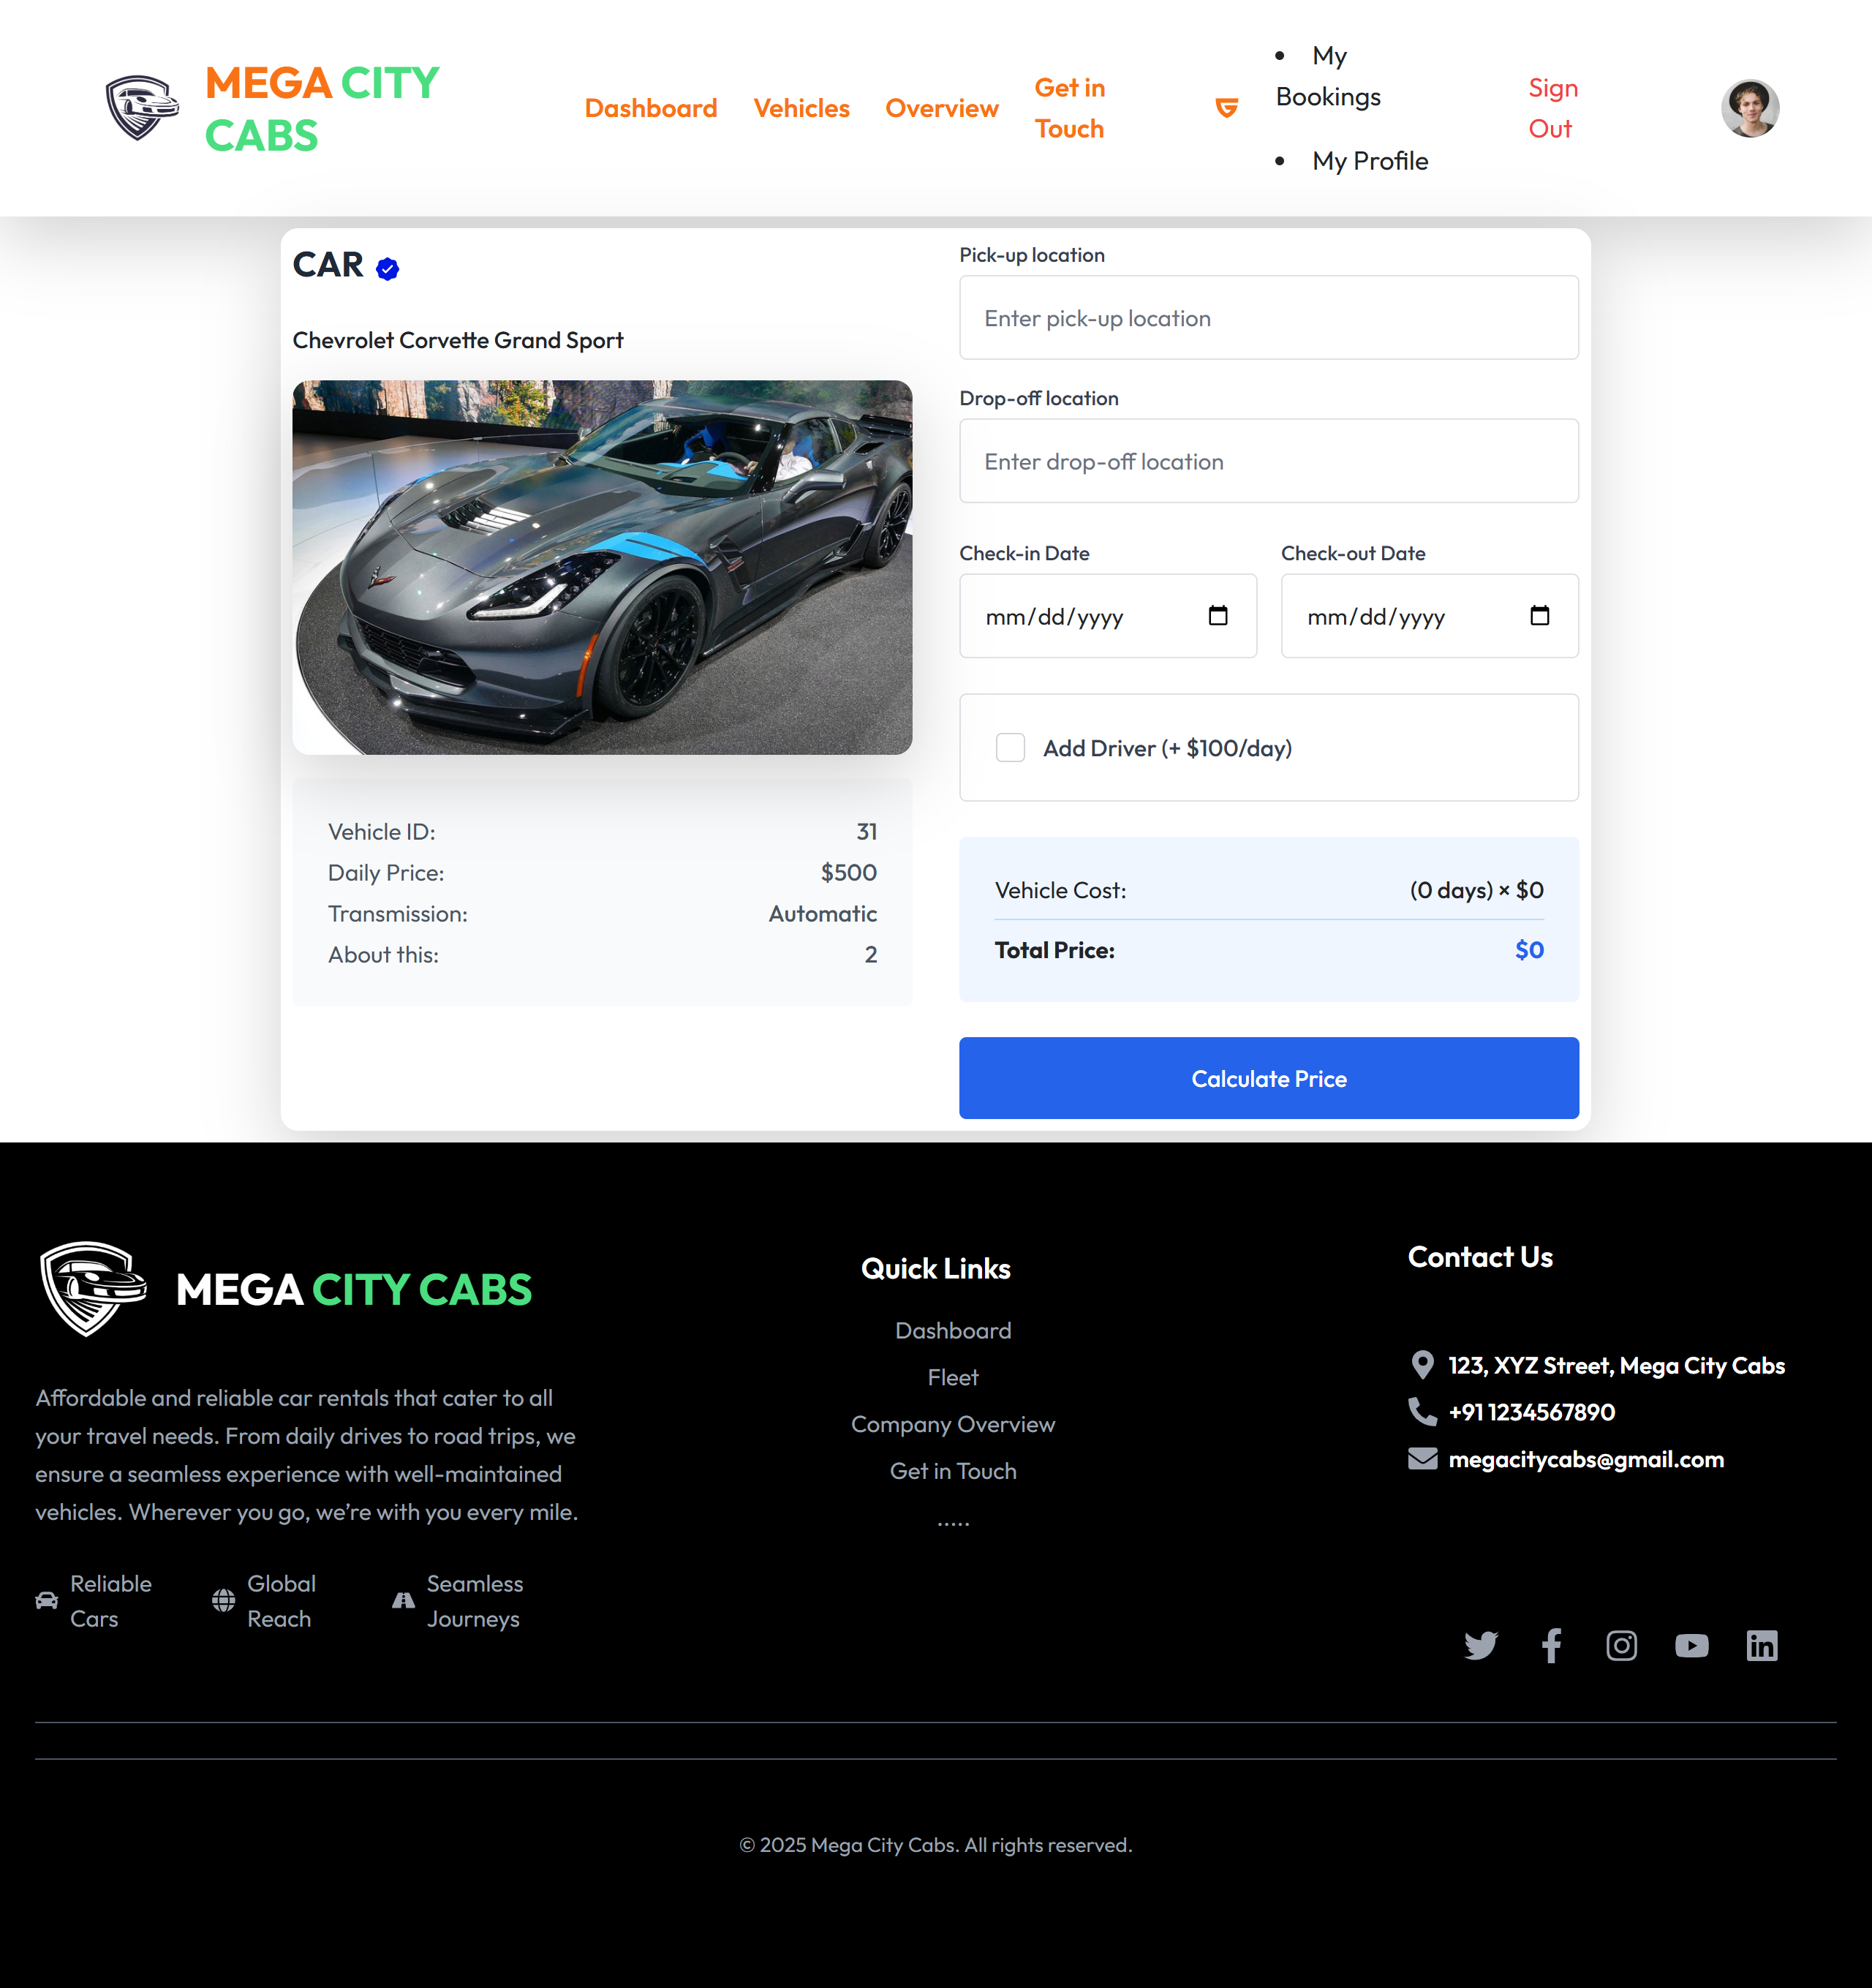 MEGA CITY
CABS
Dashboard
Vehicles
Overview
Get in
Touch
• My
Bookings
• My Profile
Sign
Out
CAR
Chevrolet Corvette Grand Sport
Vehicle ID: 31
Daily Price: $500
Transmission: Automatic
About this: 2
Pick-up location
Enter pick-up location
Drop-off location
Enter drop-off location
Check-in Date
Check-out Date
mm/dd/yyyy
mm/dd/yyyy
Add Driver (+ $100/day)
Vehicle Cost: (0 days) × $0
Total Price: $0
Calculate Price
MEGA CITY CABS
Affordable and reliable car rentals that cater to all
your travel needs. From daily drives to road trips, we
ensure a seamless experience with well-maintained
vehicles. Wherever you go, we’re with you every mile.
Reliable
Cars
Global
Reach
Seamless
Journeys
Quick Links
Dashboard
Fleet
Company Overview
Get in Touch
.....
Contact Us
123, XYZ Street, Mega City Cabs
+91 1234567890
megacitycabs@gmail.com
© 2025 Mega City Cabs. All rights reserved.